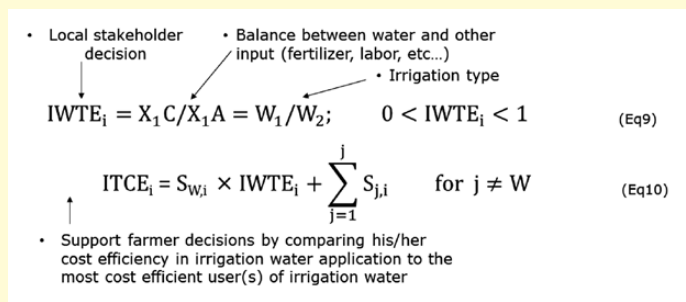 • Local stakeholder decision
• Balance between water and other input (fertilizer, labor, etc...)
• Irrigation type
IWTEᵢ = X₁C/X₁A = W₁/W₂; 0 < IWTEᵢ < 1 (Eq9)
j
ITCEᵢ = S_W,i × IWTEᵢ + ∑ S_j,i for j ≠ W (Eq10)
j=1
• Support farmer decisions by comparing his/her
cost efficiency in irrigation water application to the
most cost efficient user(s) of irrigation water